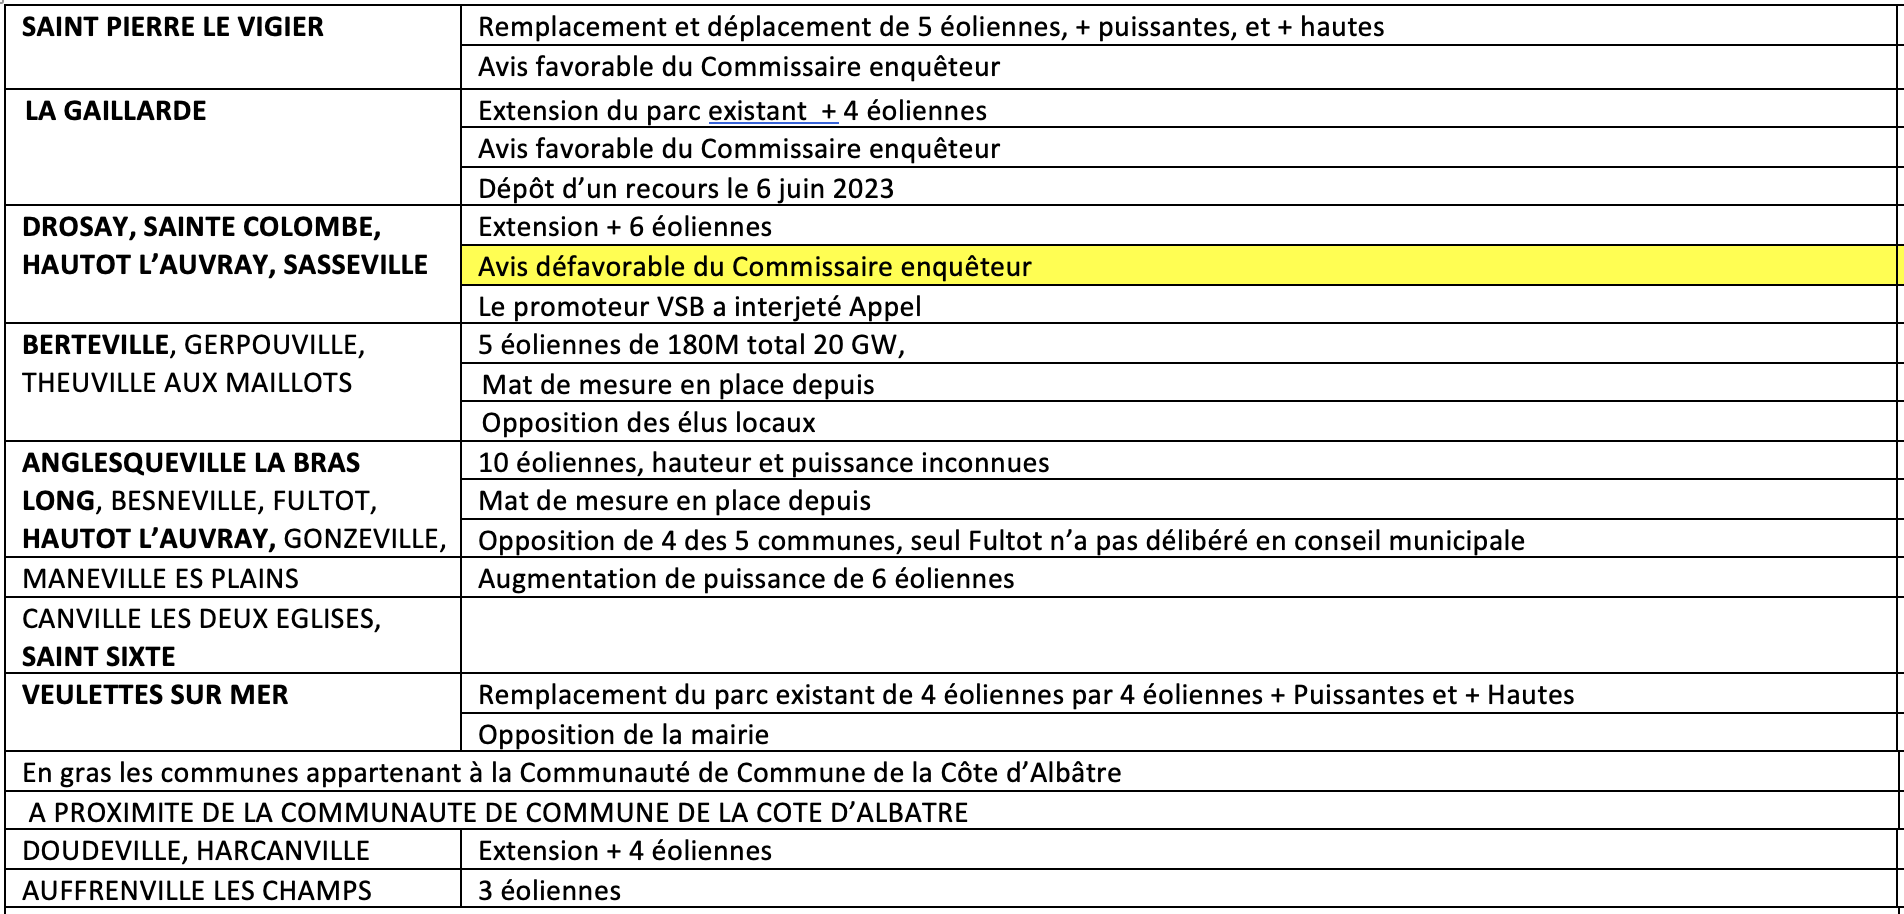 SAINT PIERRE LE VIGIER
Remplacement et déplacement de 5 éoliennes, + puissantes, et + hautes
Avis favorable du Commissaire enquêteur
LA GAILLARDE
Extension du parc existant  + 4 éoliennes
Avis favorable du Commissaire enquêteur
Dépôt d’un recours le 6 juin 2023
DROSAY, SAINTE COLOMBE,
HAUTOT L’AUVRAY, SASSEVILLE
Extension + 6 éoliennes
Avis défavorable du Commissaire enquêteur
Le promoteur VSB a interjeté Appel
BERTEVILLE, GERPOUVILLE,
THEUVILLE AUX MAILLOTS
5 éoliennes de 180M total 20 GW,
Mat de mesure en place depuis
Opposition des élus locaux
ANGLESQUEVILLE LA BRAS
LONG, BESNEVILLE, FULTOT,
HAUTOT L’AUVRAY, GONZEVILLE,
10 éoliennes, hauteur et puissance inconnues
Mat de mesure en place depuis
Opposition de 4 des 5 communes, seul Fultot n’a pas délibéré en conseil municipale
MANEVILLE ES PLAINS
Augmentation de puissance de 6 éoliennes
CANVILLE LES DEUX EGLISES,
SAINT SIXTE
VEULETTES SUR MER
Remplacement du parc existant de 4 éoliennes par 4 éoliennes + Puissantes et + Hautes
Opposition de la mairie
En gras les communes appartenant à la Communauté de Commune de la Côte d’Albâtre
A PROXIMITE DE LA COMMUNAUTE DE COMMUNE DE LA COTE D’ALBATRE
DOUDEVILLE, HARCANVILLE
Extension + 4 éoliennes
AUFFRENVILLE LES CHAMPS
3 éoliennes